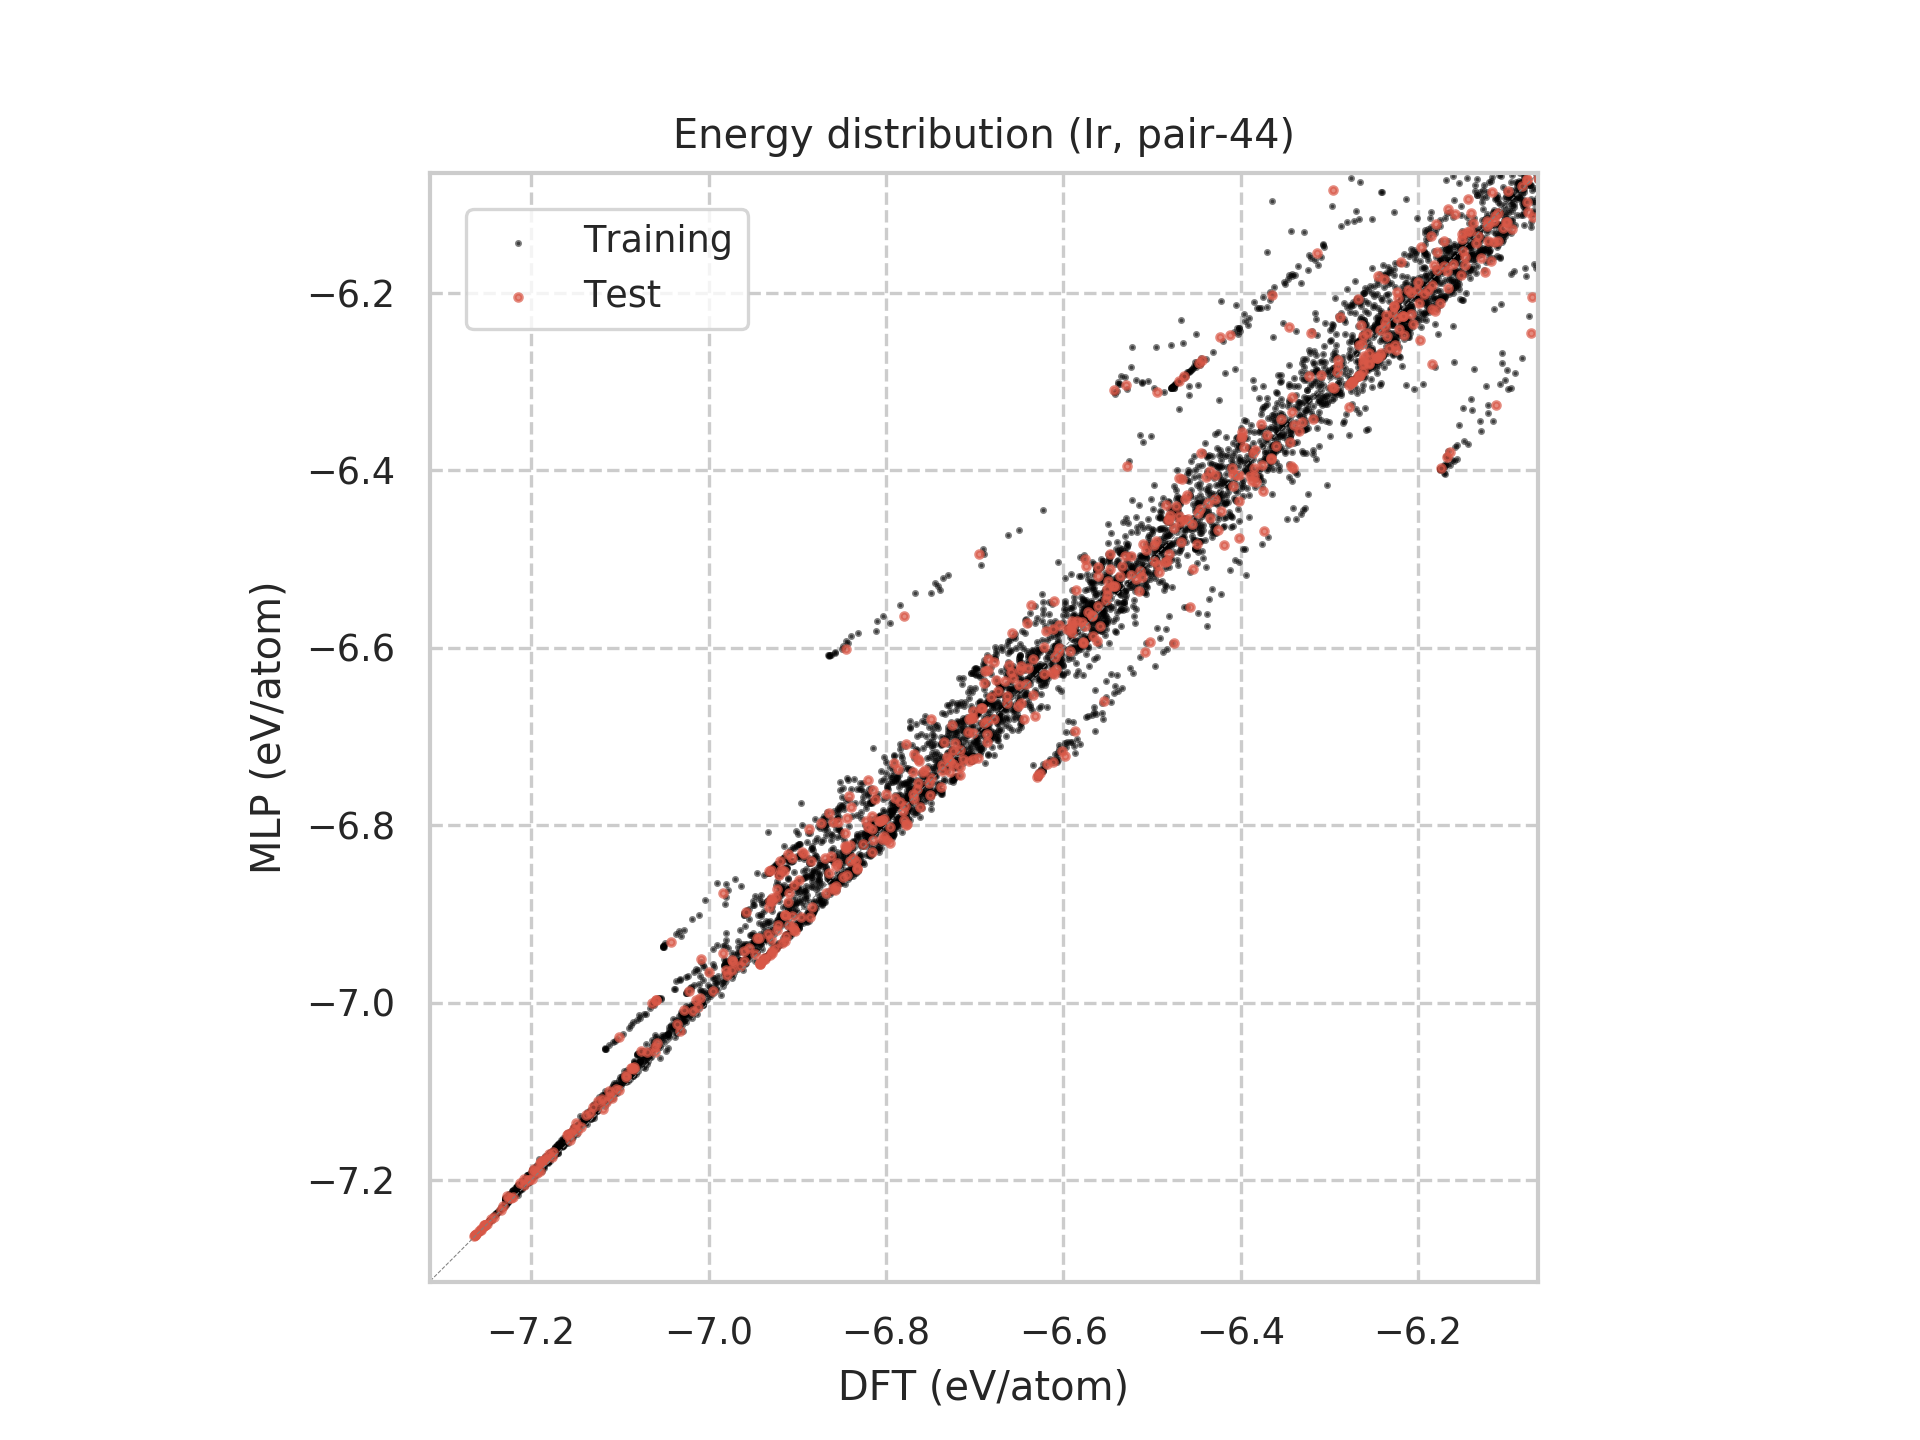 Energy distribution (Ir, pair-44)
Training
Test
MLP (eV/atom)
−6.2
−6.4
−6.6
−6.8
−7.0
−7.2
−7.2 −7.0 −6.8 −6.6 −6.4 −6.2
DFT (eV/atom)